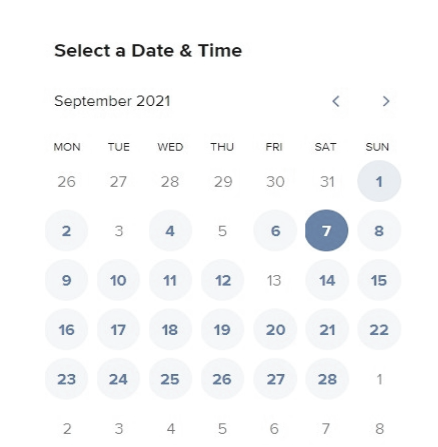 Select a Date & Time
September 2021
MON TUE WED THU FRI SAT SUN
26 27 28 29 30 31 1
2 3 4 5 6 7 8
9 10 11 12 13 14 15
16 17 18 19 20 21 22
23 24 25 26 27 28 1
2 3 4 5 6 7 8